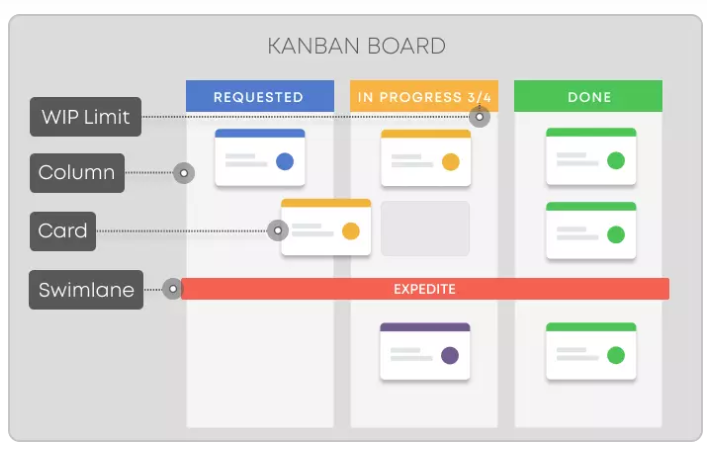 KANBAN BOARD
REQUESTED
IN PROGRESS 3/4
DONE
WIP Limit
Column
Card
Swimlane
EXPEDITE